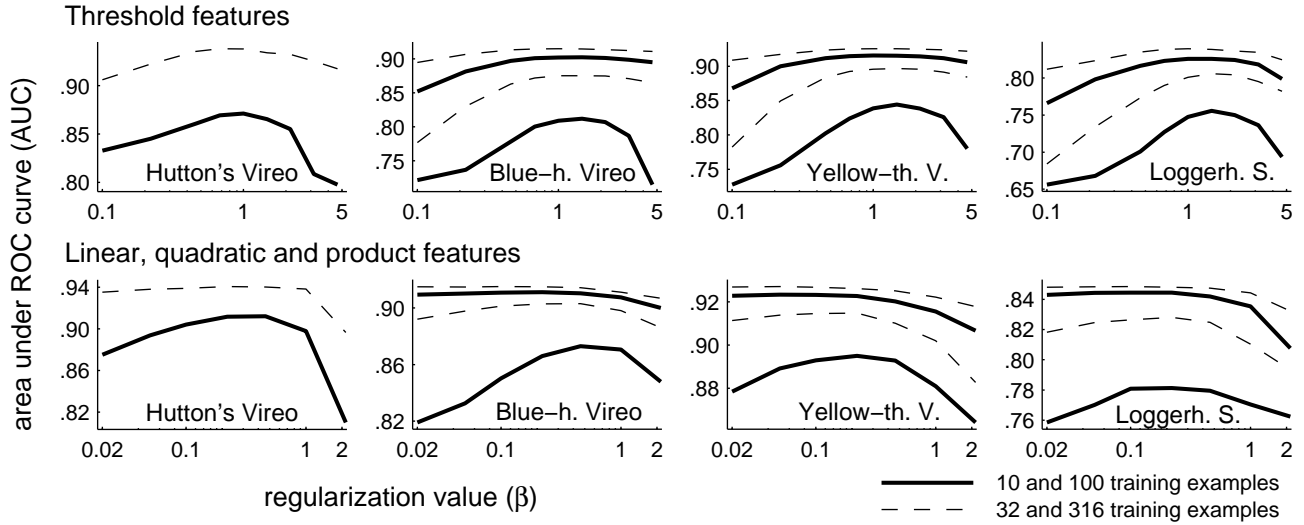 Threshold features
area under ROC curve (AUC)
.90
.85
.80
Hutton's Vireo
0.1 1 5
.90
.85
.80
.75
Blue−h. Vireo
0.1 1 5
.90
.85
.80
.75
Yellow−th. V.
0.1 1 5
.80
.75
.70
.65
Loggerh. S.
0.1 1 5
Linear, quadratic and product features
.94
.90
.86
.82
Hutton's Vireo
0.02 0.1 1 2
.90
.86
.82
Blue−h. Vireo
0.02 0.1 1 2
.92
.90
.88
Yellow−th. V.
0.02 0.1 1 2
.84
.82
.80
.78
.76
Loggerh. S.
0.02 0.1 1 2
regularization value (β)
10 and 100 training examples
32 and 316 training examples